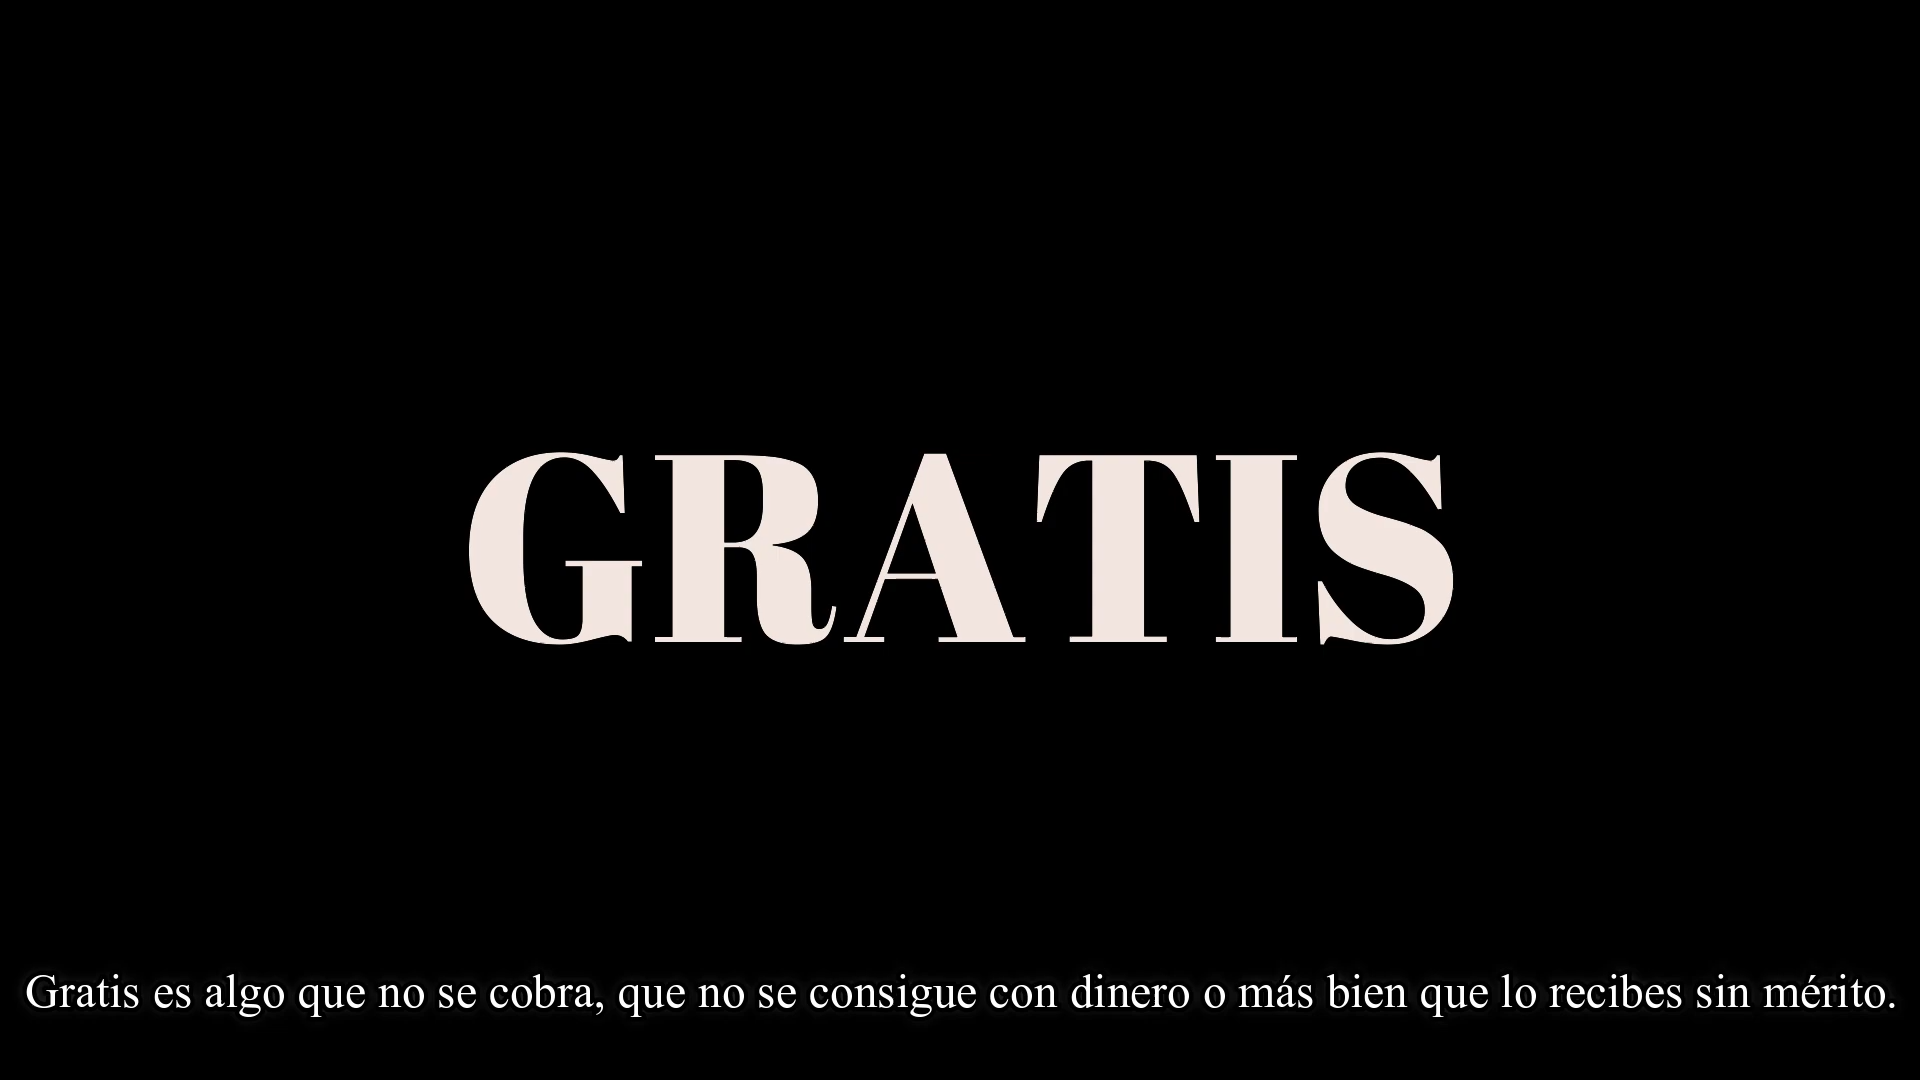 GRATIS
Gratis es algo que no se cobra, que no se consigue con dinero o más bien que lo recibes sin mérito.